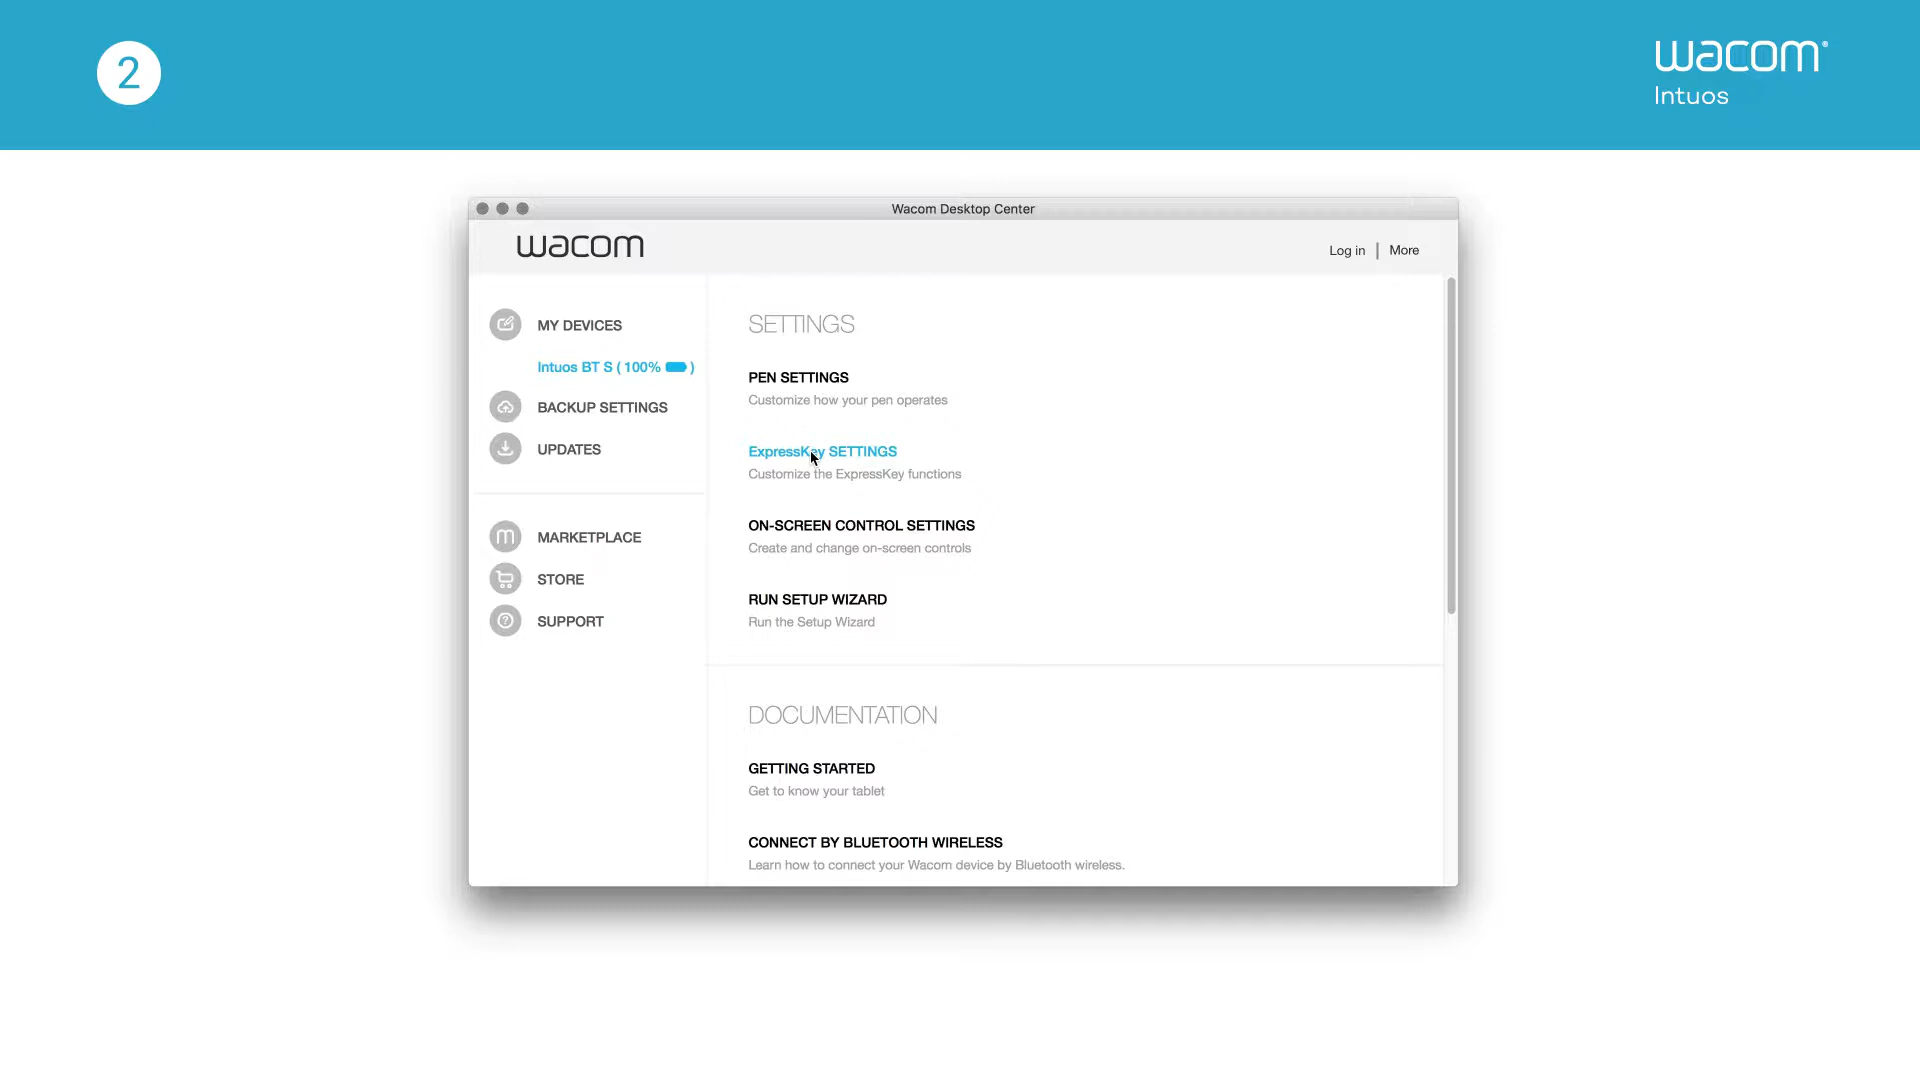 2
wacom®
Intuos
Wacom Desktop Center
wacom
Log in | More
MY DEVICES
Intuos BT S ( 100% )
BACKUP SETTINGS
UPDATES
MARKETPLACE
STORE
SUPPORT
SETTINGS
PEN SETTINGS
Customize how your pen operates
ExpressKey SETTINGS
Customize the ExpressKey functions
ON-SCREEN CONTROL SETTINGS
Create and change on-screen controls
RUN SETUP WIZARD
Run the Setup Wizard
DOCUMENTATION
GETTING STARTED
Get to know your tablet
CONNECT BY BLUETOOTH WIRELESS
Learn how to connect your Wacom device by Bluetooth wireless.